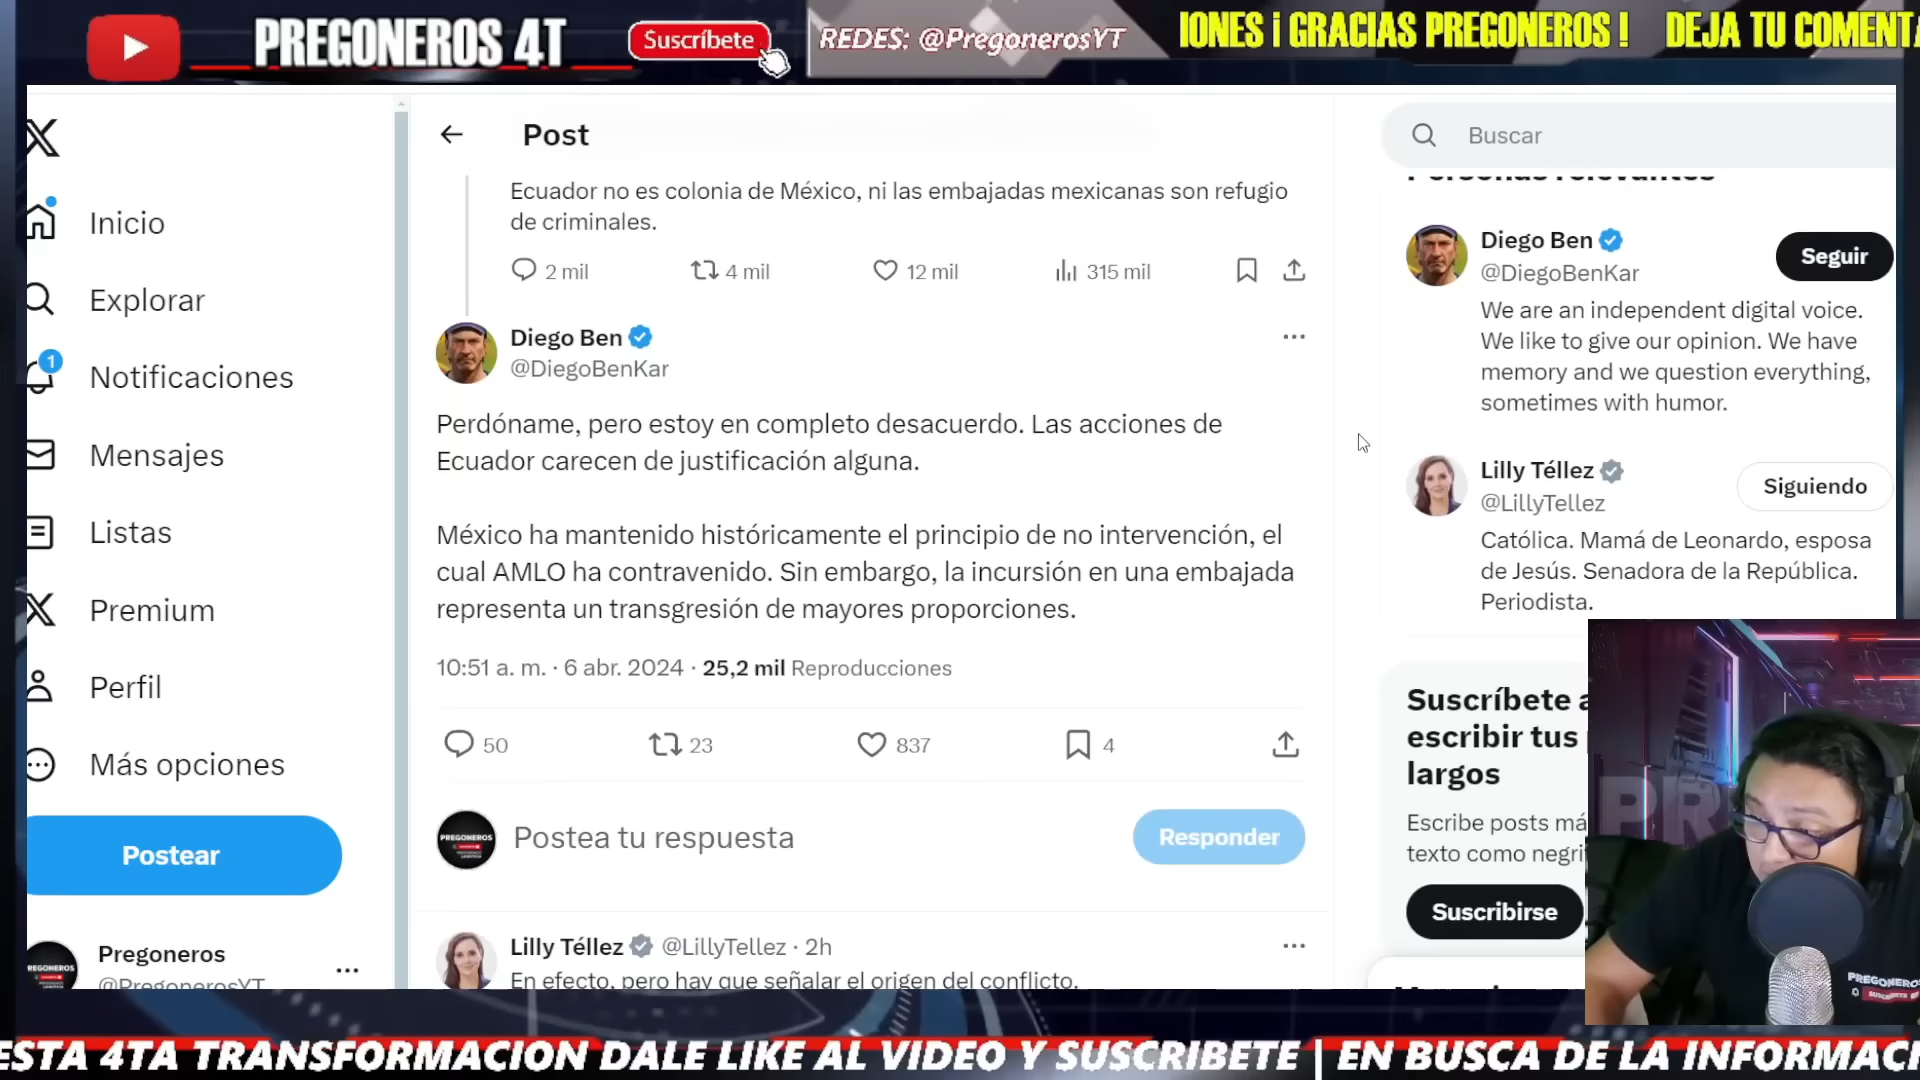 PREGONEROS 4T
Suscríbete
REDES: @PregonerosYT
IONES ¡ GRACIAS PREGONEROS ! DEJA TU COMENTA
Post
Buscar
Ecuador no es colonia de México, ni las embajadas mexicanas son refugio
de criminales.
2 mil
4 mil
12 mil
315 mil
Inicio
Explorar
1
Notificaciones
Mensajes
Listas
Premium
Perfil
Más opciones
Postear
Pregoneros
@PregonerosYT
Diego Ben
@DiegoBenKar
Perdóname, pero estoy en completo desacuerdo. Las acciones de
Ecuador carecen de justificación alguna.
México ha mantenido históricamente el principio de no intervención, el
cual AMLO ha contravenido. Sin embargo, la incursión en una embajada
representa un transgresión de mayores proporciones.
10:51 a. m. · 6 abr. 2024 · 25,2 mil Reproducciones
50
23
837
4
PREGONEROS
Postea tu respuesta
Responder
Lilly Téllez @LillyTellez · 2h
En efecto, pero hay que señalar el origen del conflicto.
Personas relevantes
Diego Ben
@DiegoBenKar
Seguir
We are an independent digital voice.
We like to give our opinion. We have
memory and we question everything,
sometimes with humor.
Lilly Téllez
@LillyTellez
Siguiendo
Católica. Mamá de Leonardo, esposa
de Jesús. Senadora de la República.
Periodista.
Suscríbete a
escribir tus
largos
Escribe posts má
texto como negri
Suscribirse
PR
PREGONEROS
ESTA 4TA TRANSFORMACION DALE LIKE AL VIDEO Y SUSCRIBETE | EN BUSCA DE LA INFORMAC